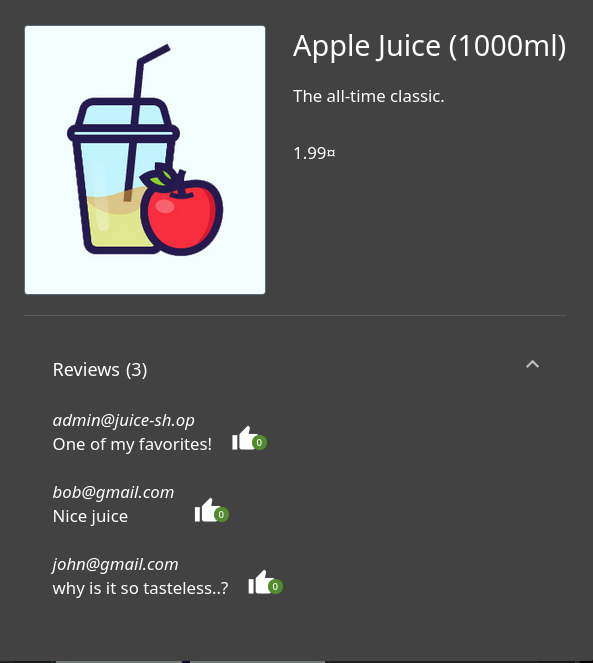 Apple Juice (1000ml)
The all-time classic.
1.99¤
Reviews (3)
admin@juice-sh.op
One of my favorites!
0
bob@gmail.com
Nice juice
0
john@gmail.com
why is it so tasteless..?
0